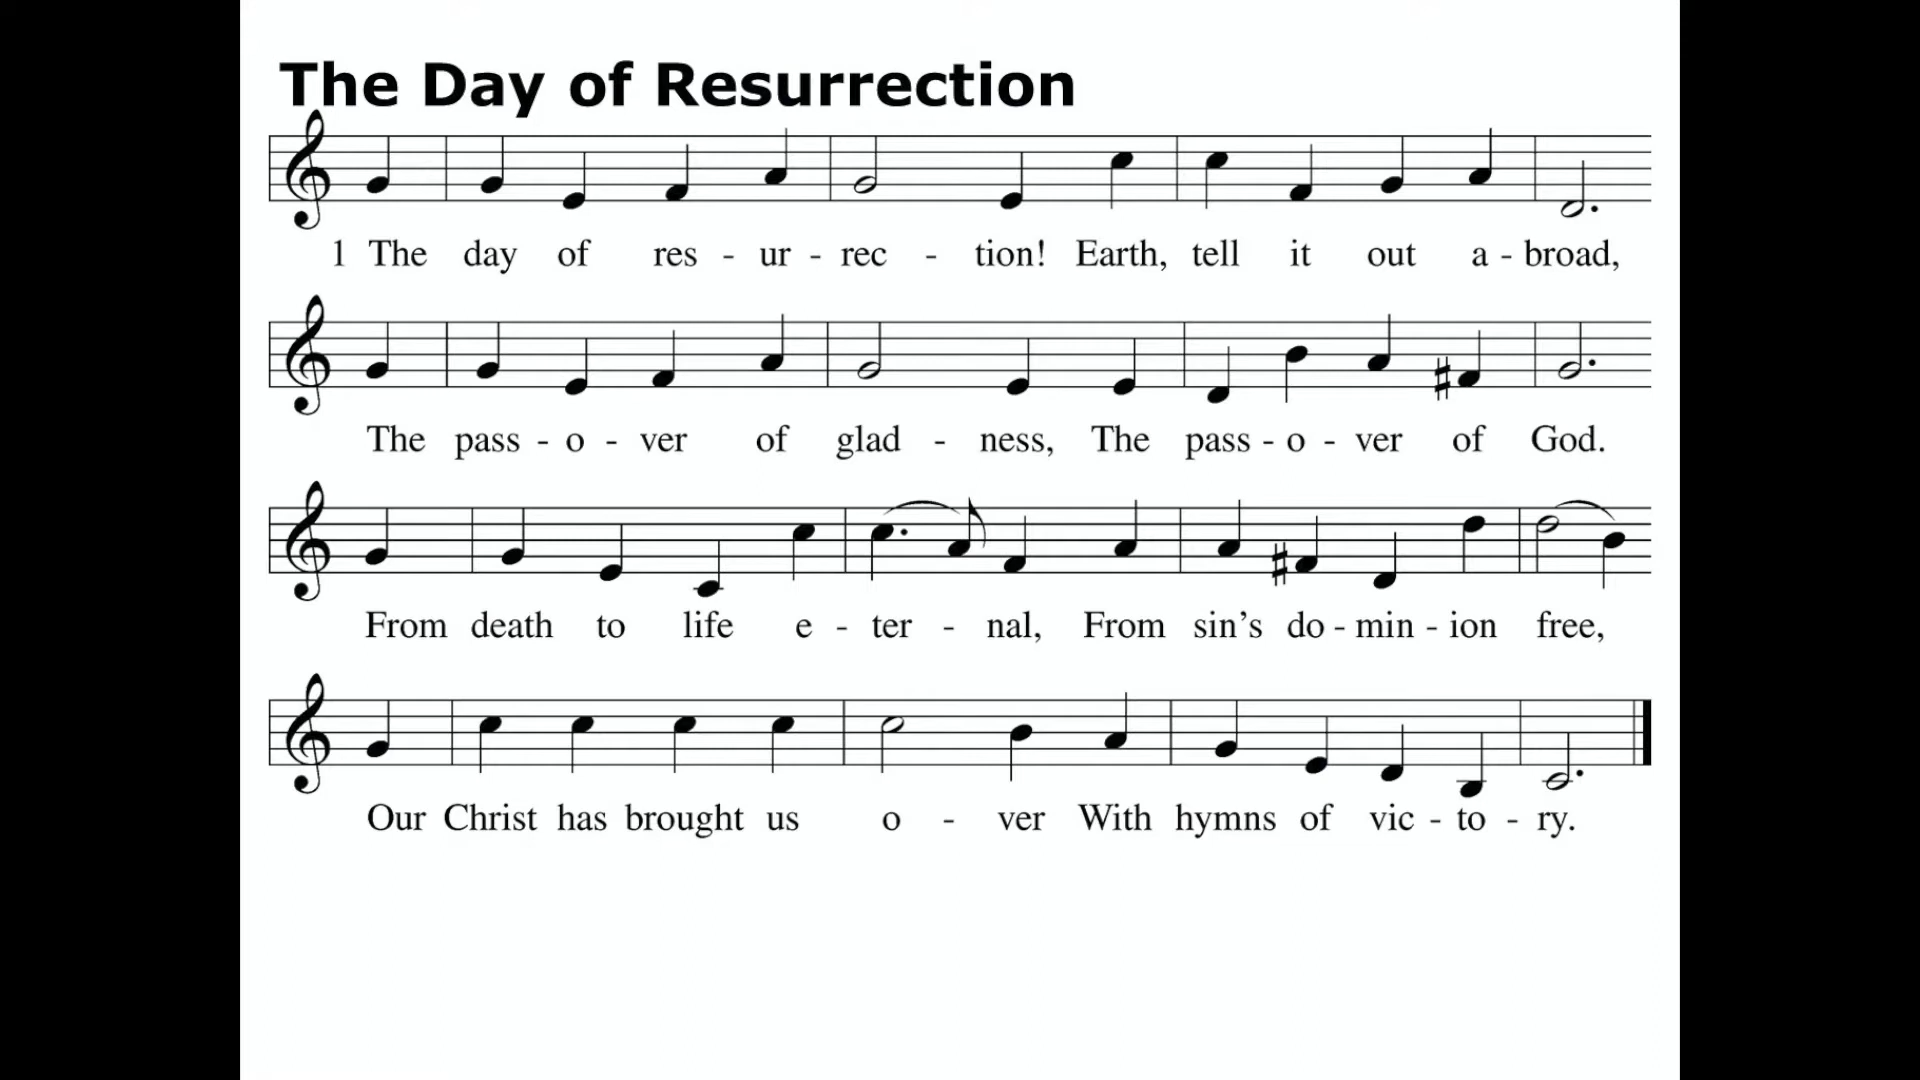 The Day of Resurrection
1 The day of res - ur - rec - tion! Earth, tell it out a - broad,
The pass - o - ver of glad - ness, The pass - o - ver of God.
From death to life e - ter - nal, From sin's do - min - ion free,
Our Christ has brought us o - ver With hymns of vic - to - ry.